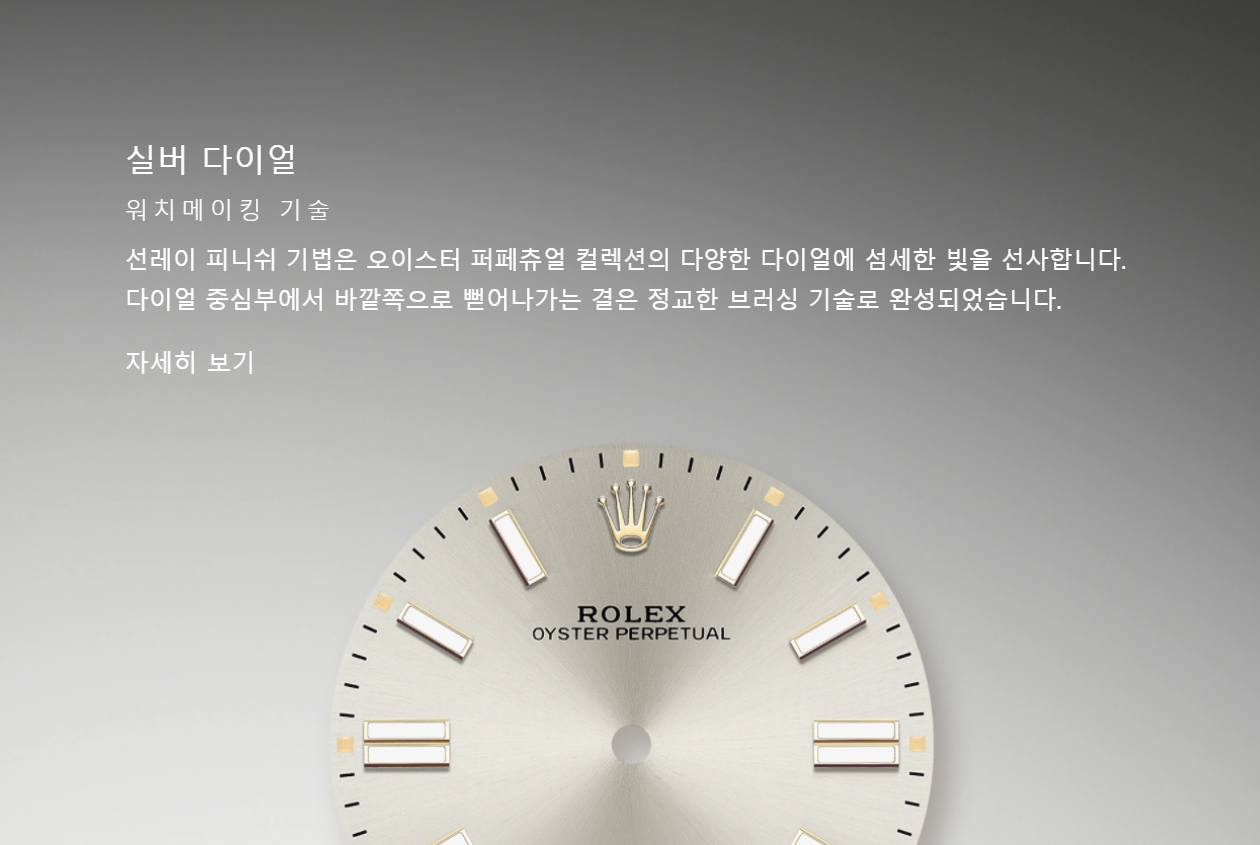 실버 다이얼
워치메이킹 기술
선레이 피니쉬 기법은 오이스터 퍼페츄얼 컬렉션의 다양한 다이얼에 섬세한 빛을 선사합니다.
다이얼 중심부에서 바깥쪽으로 뻗어나가는 결은 정교한 브러싱 기술로 완성되었습니다.
자세히 보기
ROLEX
OYSTER PERPETUAL